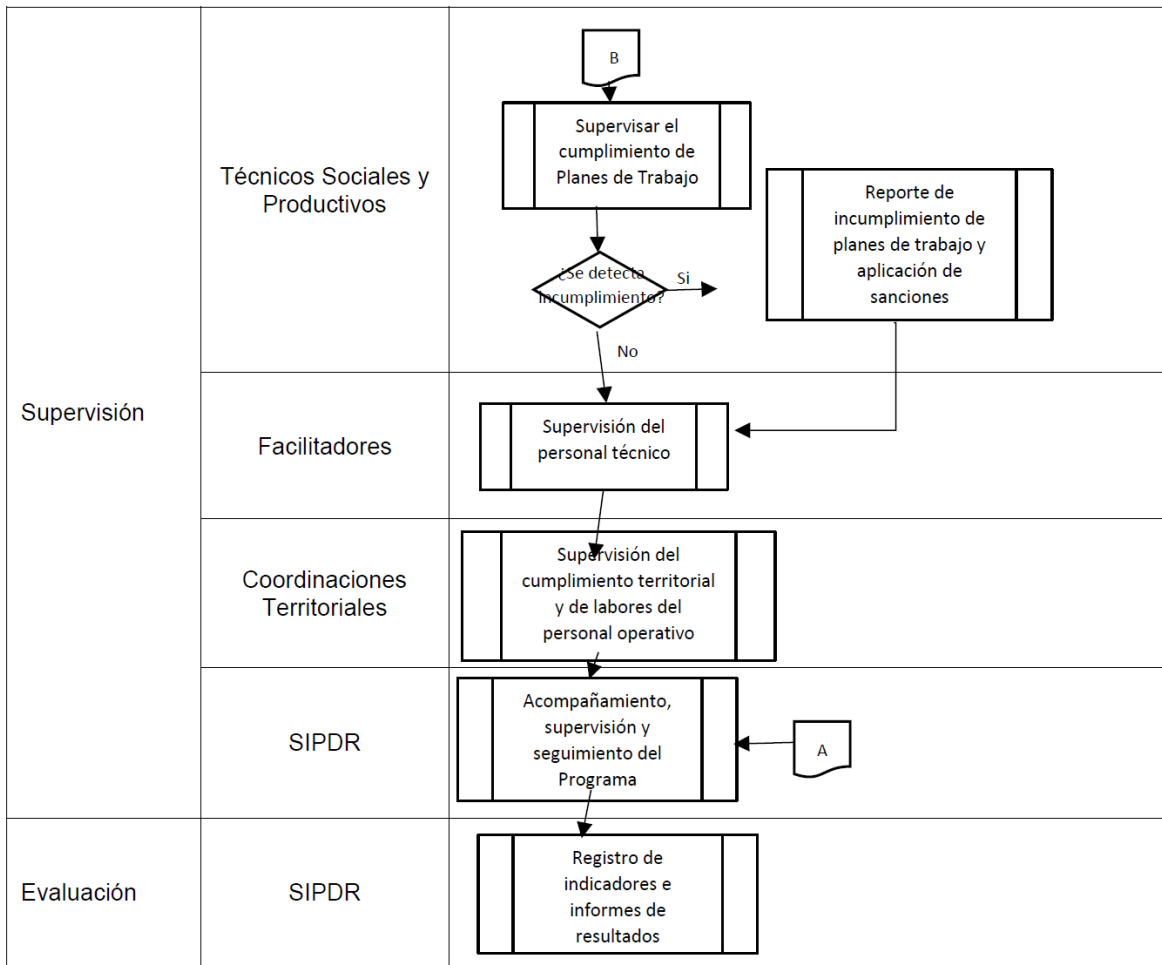 B
Supervisar el
cumplimiento de
Planes de Trabajo
Técnicos Sociales y
Productivos
Reporte de
incumplimiento de
planes de trabajo y
aplicación de
sanciones
¿Se detecta
incumplimiento?
Si
No
Supervisión
Facilitadores
Supervisión del
personal técnico
Coordinaciones
Territoriales
Supervisión del
cumplimiento territorial
y de labores del
personal operativo
SIPDR
Acompañamiento,
supervisión y
seguimiento del
Programa
A
Evaluación
SIPDR
Registro de
indicadores e
informes de
resultados